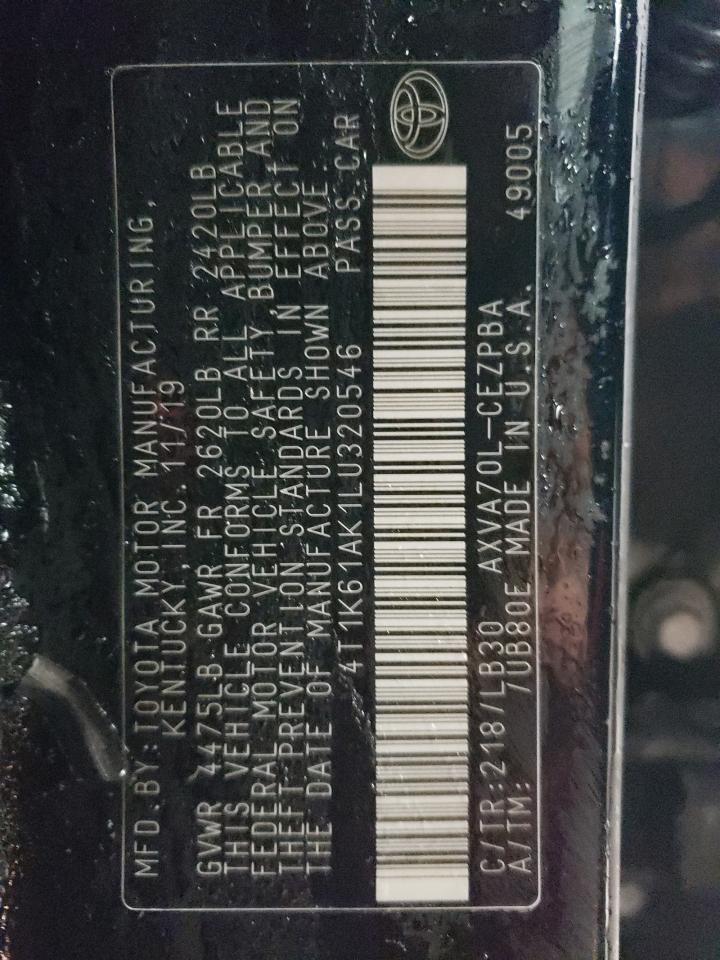 MFD.BY:TOYOTA MOTOR MANUFACTURING,
KENTUCKY,INC. 11/19
GVWR 4475LB GAWR FR 2620LB RR 2420LB
THIS VEHICLE CONFORMS TO ALL APPLICABLE
FEDERAL MOTOR VEHICLE SAFETY,BUMPER AND
THEFT PREVENTION STANDARDS IN EFFECT ON
THE DATE OF MANUFACTURE SHOWN ABOVE.
4T1K61AK1LU320546 PASS.CAR
C/TR:218/LB30 AXVA70L-CEZPBA 49005
A/TM: 7UB80E MADE IN U.S.A.